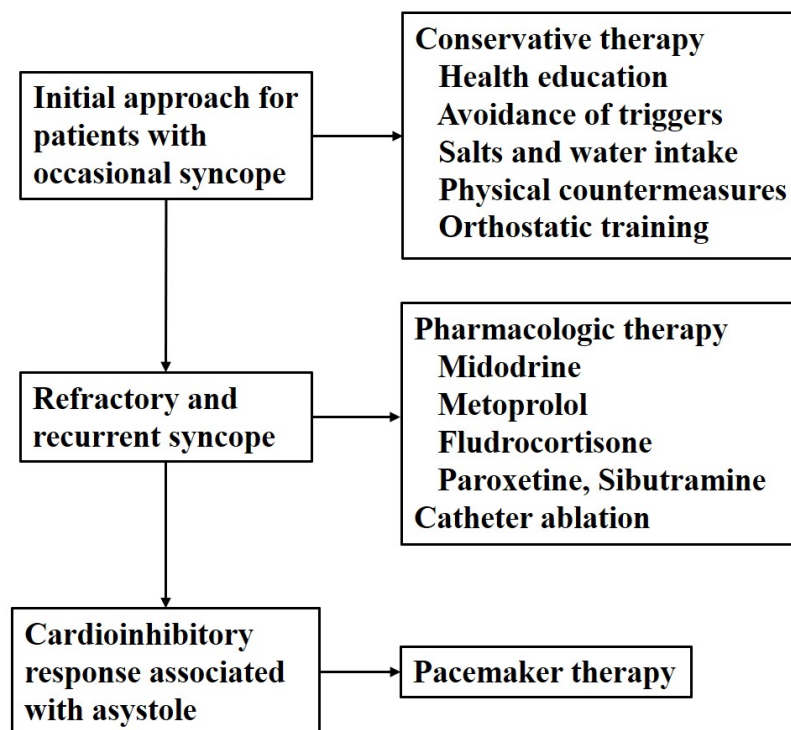 Initial approach for
patients with
occasional syncope
Conservative therapy
Health education
Avoidance of triggers
Salts and water intake
Physical countermeasures
Orthostatic training
Refractory and
recurrent syncope
Pharmacologic therapy
Midodrine
Metoprolol
Fludrocortisone
Paroxetine, Sibutramine
Catheter ablation
Cardioinhibitory
response associated
with asystole
Pacemaker therapy